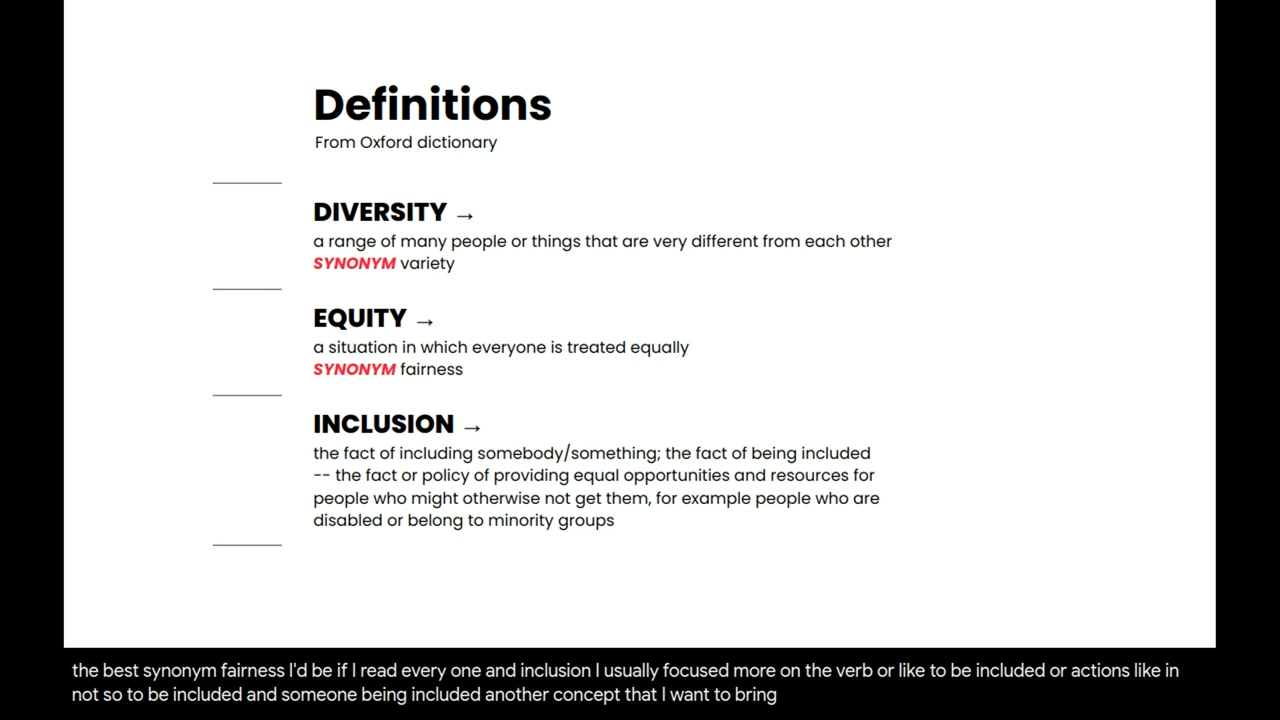 Definitions
From Oxford dictionary
DIVERSITY →
a range of many people or things that are very different from each other
SYNONYM variety
EQUITY →
a situation in which everyone is treated equally
SYNONYM fairness
INCLUSION →
the fact of including somebody/something; the fact of being included
-- the fact or policy of providing equal opportunities and resources for
people who might otherwise not get them, for example people who are
disabled or belong to minority groups
the best synonym fairness I'd be if I read every one and inclusion I usually focused more on the verb or like to be included or actions like in
not so to be included and someone being included another concept that I want to bring